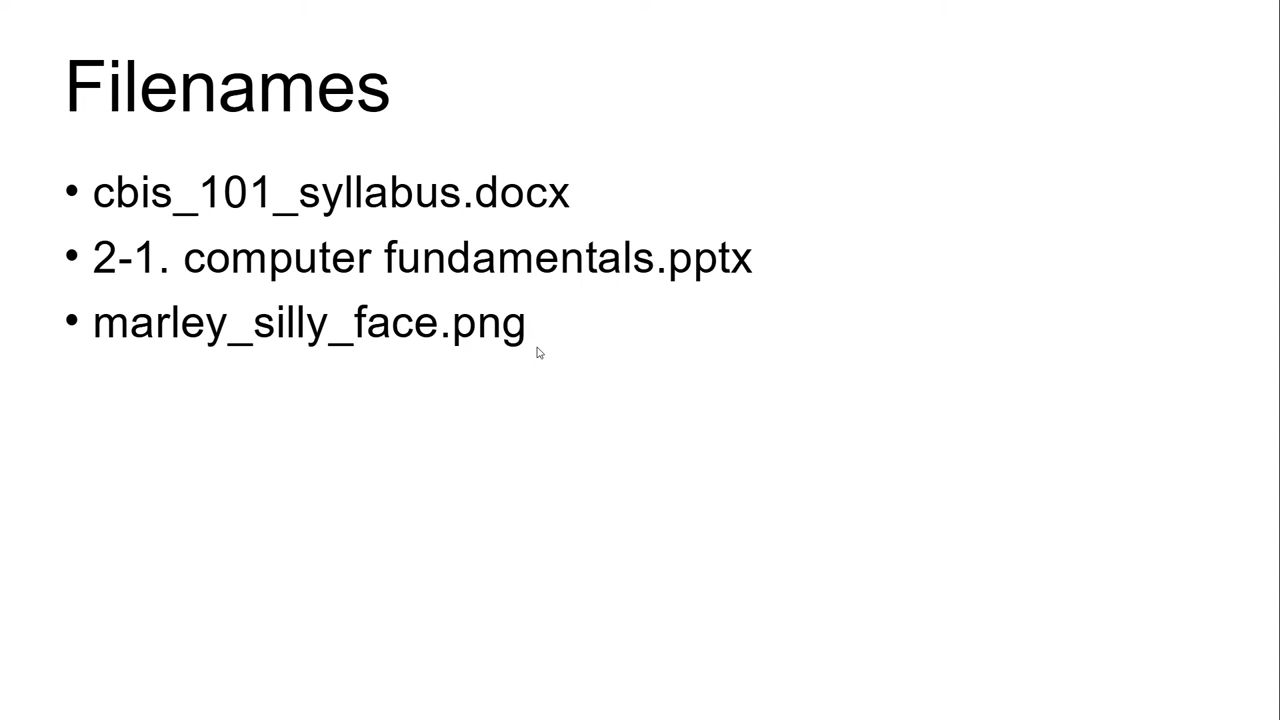 Filenames
• cbis_101_syllabus.docx
• 2-1. computer fundamentals.pptx
• marley_silly_face.png